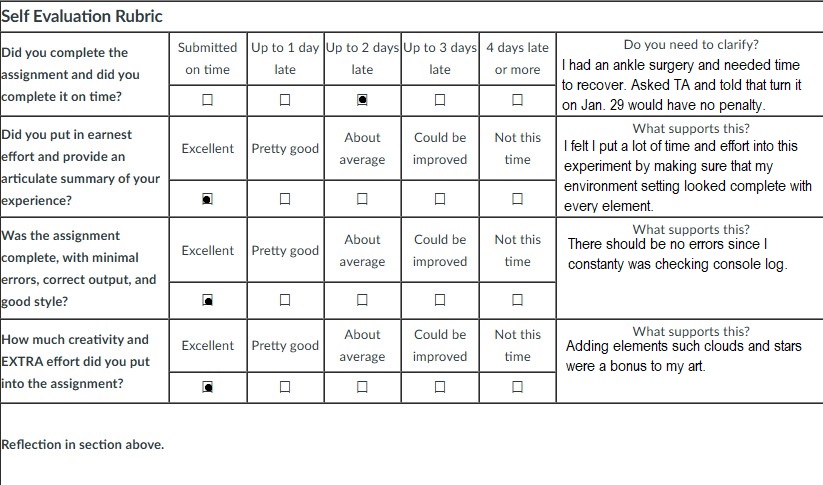 Self Evaluation Rubric
Did you complete the assignment and did you complete it on time?
Submitted on time
Up to 1 day late
Up to 2 days late
Up to 3 days late
4 days late or more
Do you need to clarify?
I had an ankle surgery and needed time
to recover. Asked TA and told that turn it
on Jan. 29 would have no penalty.
Did you put in earnest effort and provide an articulate summary of your experience?
Excellent
Pretty good
About average
Could be improved
Not this time
What supports this?
I felt I put a lot of time and effort into this
experiment by making sure that my
environment setting looked complete with
every element.
Was the assignment complete, with minimal errors, correct output, and good style?
Excellent
Pretty good
About average
Could be improved
Not this time
What supports this?
There should be no errors since I
constanty was checking console log.
How much creativity and EXTRA effort did you put into the assignment?
Excellent
Pretty good
About average
Could be improved
Not this time
What supports this?
Adding elements such clouds and stars
were a bonus to my art.
Reflection in section above.